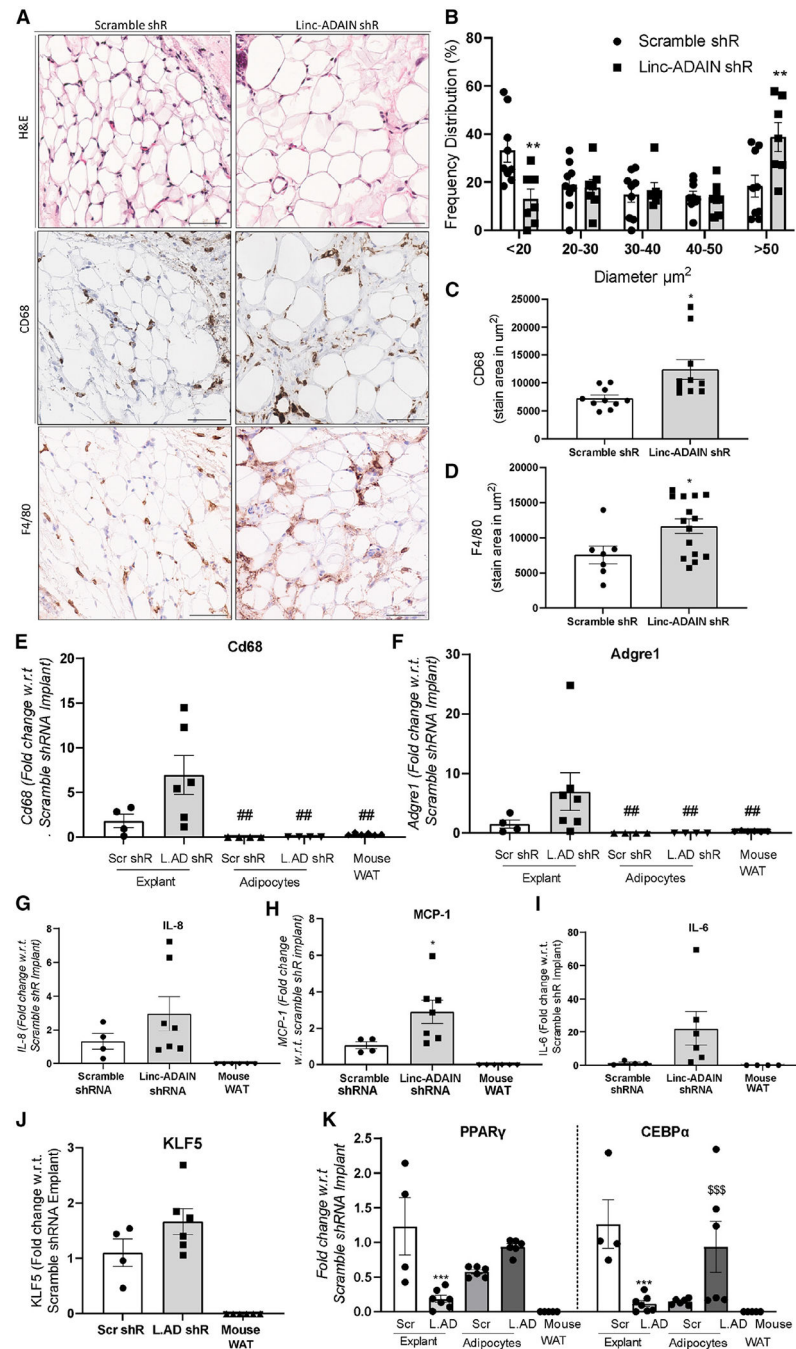 A
Scramble shR
Linc-ADAIN shR
H&E
CD68
F4/80
B
Frequency Distribution (%)
80
60
40
20
0
Scramble shR
Linc-ADAIN shR
**
**
<20
20-30
30-40
40-50
>50
Diameter µm²
C
CD68
(stain area in um²)
25000
20000
15000
10000
5000
0
*
Scramble shR
Linc-ADAIN shR
D
F4/80
(stain area in um²)
20000
15000
10000
5000
0
*
Scramble shR
Linc-ADAIN shR
E
Cd68
Cd68 (Fold change w.r.t
. Scramble shRNA Implant)
20
15
10
5
0
##
##
##
Scr shR
L.AD shR
Scr shR
L.AD shR
Mouse
WAT
Explant
Adipocytes
F
Adgre1
Adgre1 (Fold change w.r.t.
Scramble shRNA Implant)
30
20
10
0
##
##
##
Scr shR
L.AD shR
Scr shR
L.AD shR
Mouse
WAT
Explant
Adipocytes
G
IL-8
IL-8 (Fold change w.r.t.
Scramble shR Implant)
8
6
4
2
0
Scramble
shRNA
Linc-ADAIN
shRNA
Mouse
WAT
H
MCP-1
MCP-1 (Fold change
w.r.t. scramble shR implant)
8
6
4
2
0
*
Scramble
shRNA
Linc-ADAIN
shRNA
Mouse
WAT
I
IL-6
IL-6 (Fold change w.r.t.
Scramble shR Implant)
80
60
40
20
0
Scramble
shRNA
Linc-ADAIN
shRNA
Mouse
WAT
J
KLF5
KLF5 (Fold change w.r.t.
Scramble shRNA Emplant)
3
2
1
0
Scr shR
L.AD shR
Mouse
WAT
K
PPARγ
CEBPα
Fold change w.r.t
Scramble shRNA Implant
2.5
2.0
1.5
1.0
0.5
0.0
***
***
$$$
Scr
L.AD
Scr
L.AD
Mouse
WAT
Explant
Adipocytes
Scr
L.AD
Scr
L.AD
Mouse
WAT
Explant
Adipocytes